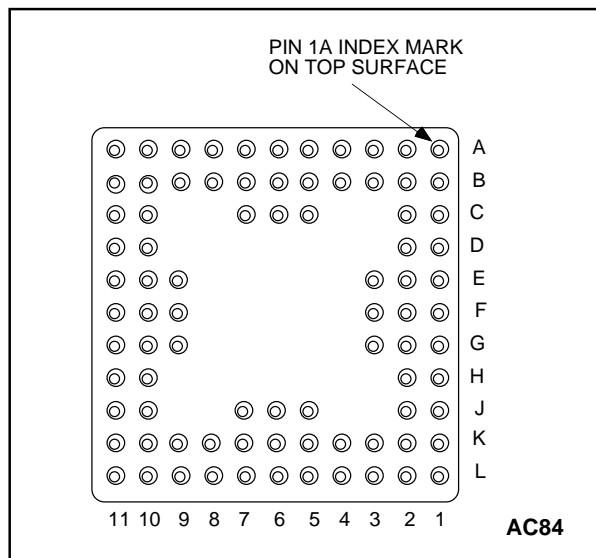 PIN 1A INDEX MARK
ON TOP SURFACE
A
B
C
D
E
F
G
H
J
K
L
11 10 9 8 7 6 5 4 3 2 1
AC84